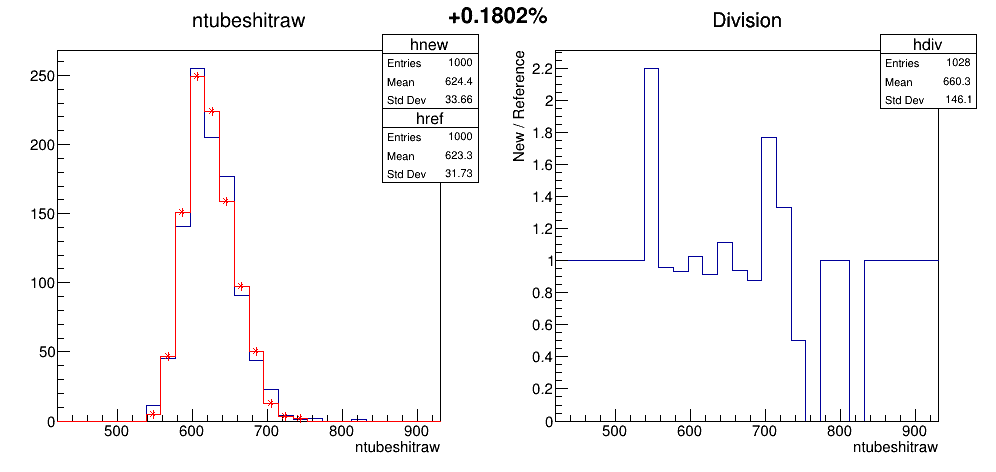 +0.1802%
ntubeshitraw
hnew
Entries 1000
Mean 624.4
Std Dev 33.66
href
Entries 1000
Mean 623.3
Std Dev 31.73
250
200
150
100
50
0
500 600 700 800 900
ntubeshitraw
Division
hdiv
Entries 1028
Mean 660.3
Std Dev 146.1
New / Reference
2.2
2
1.8
1.6
1.4
1.2
1
0.8
0.6
0.4
0.2
0
500 600 700 800 900
ntubeshitraw